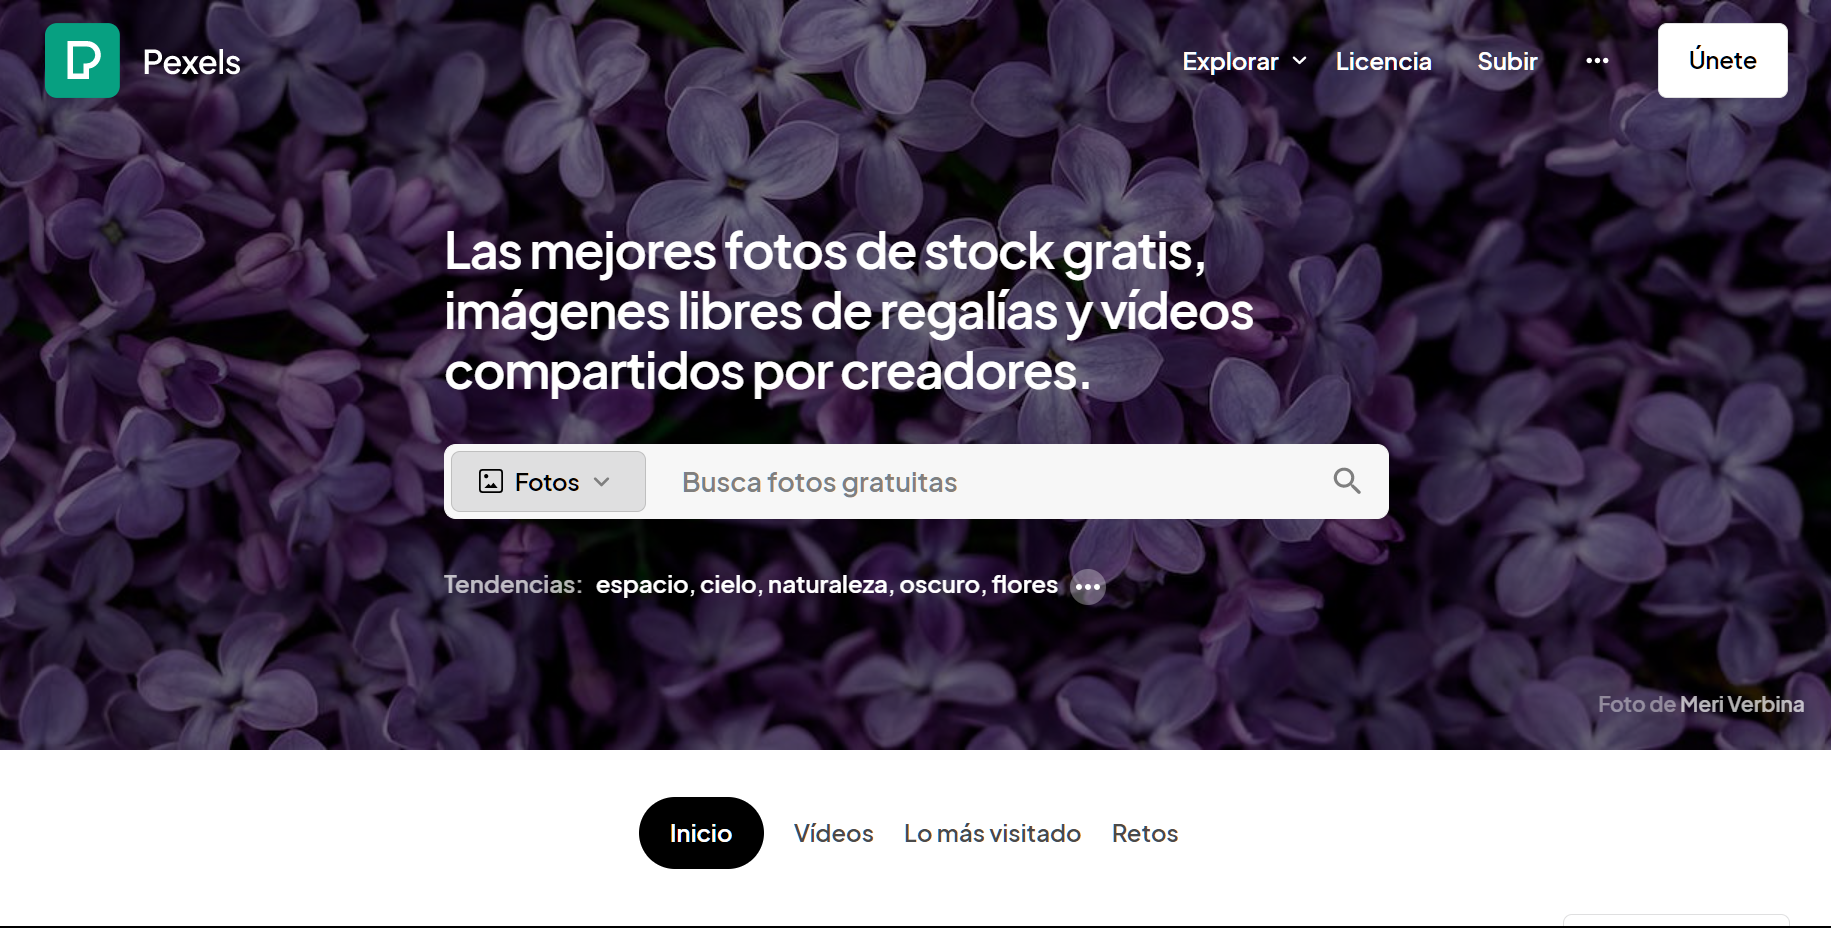 Pexels
Explorar
Licencia
Subir
Únete
Las mejores fotos de stock gratis,
imágenes libres de regalías y vídeos
compartidos por creadores.
Fotos
Busca fotos gratuitas
Tendencias: espacio, cielo, naturaleza, oscuro, flores
Foto de Meri Verbina
Inicio
Vídeos
Lo más visitado
Retos